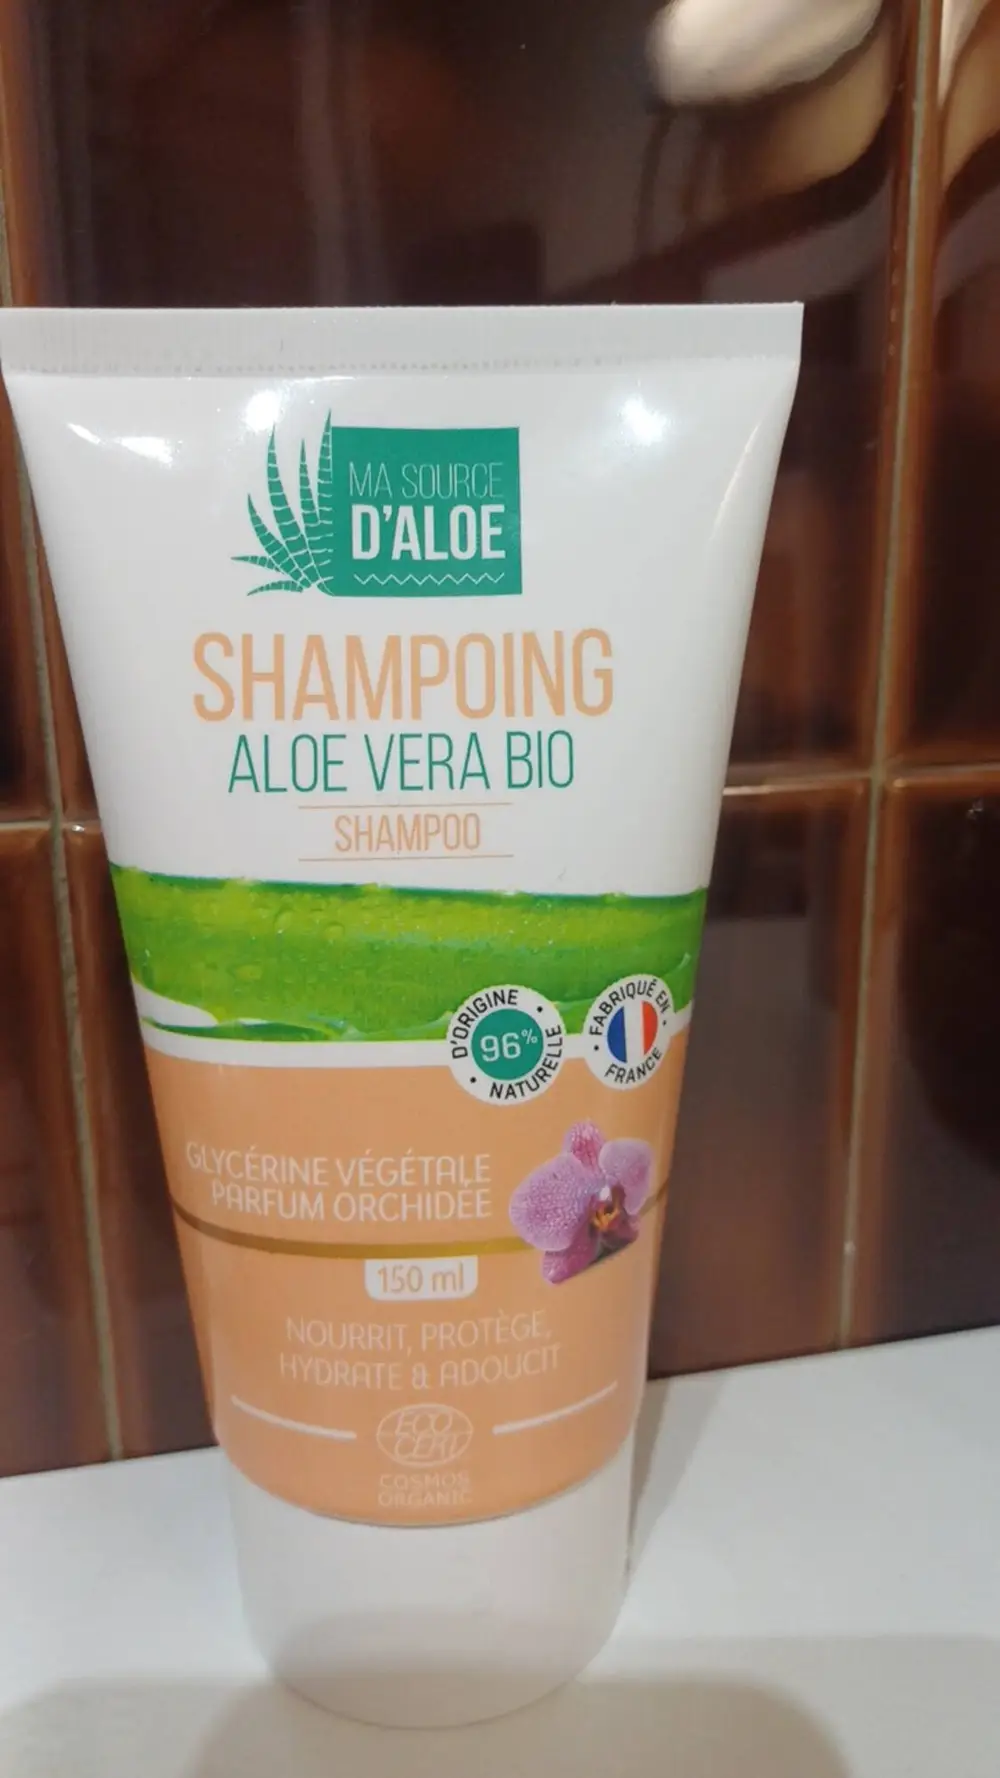 MA SOURCE
D'ALOE
SHAMPOING
ALOE VERA BIO
SHAMPOO
D'ORIGINE
96%
NATURELLE
FABRIQUÉ EN
FRANCE
GLYCÉRINE VÉGÉTALE
PARFUM ORCHIDÉE
150 ml
NOURRIT, PROTÈGE,
HYDRATE & ADOUCIT
ECO
CERT
COSMOS
ORGANIC